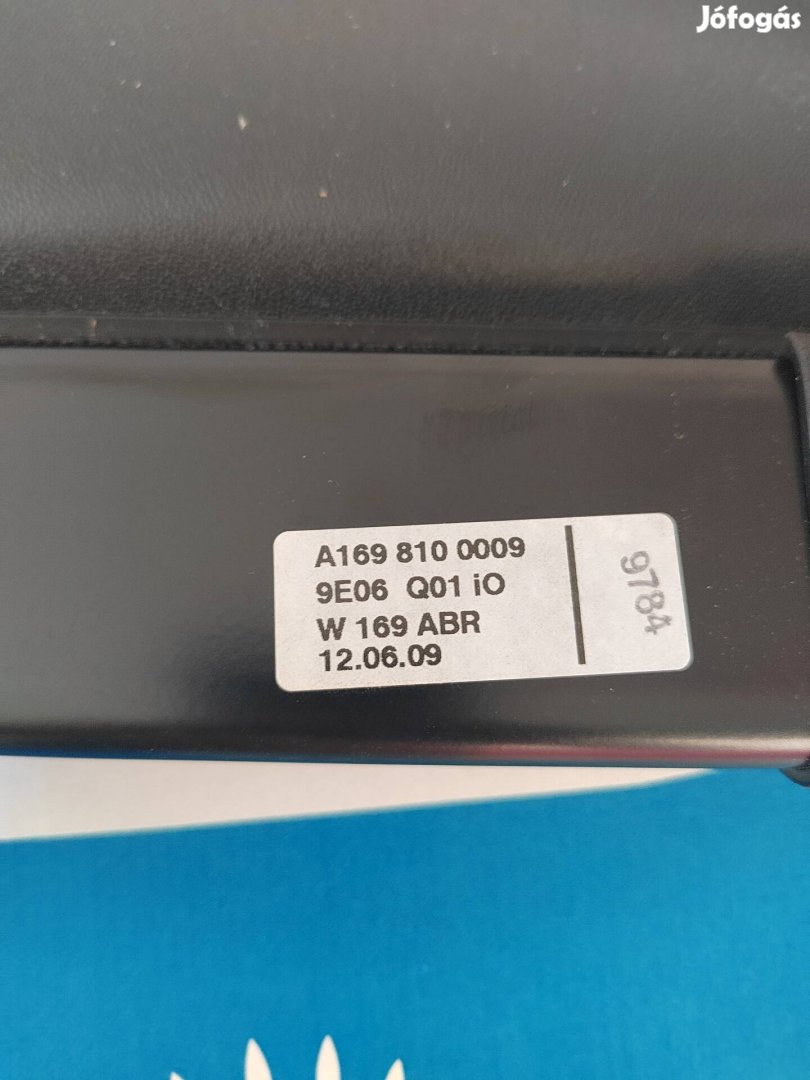 Jófogás
A169 810 0009
9E06 Q01 iO
W 169 ABR
12.06.09
9784